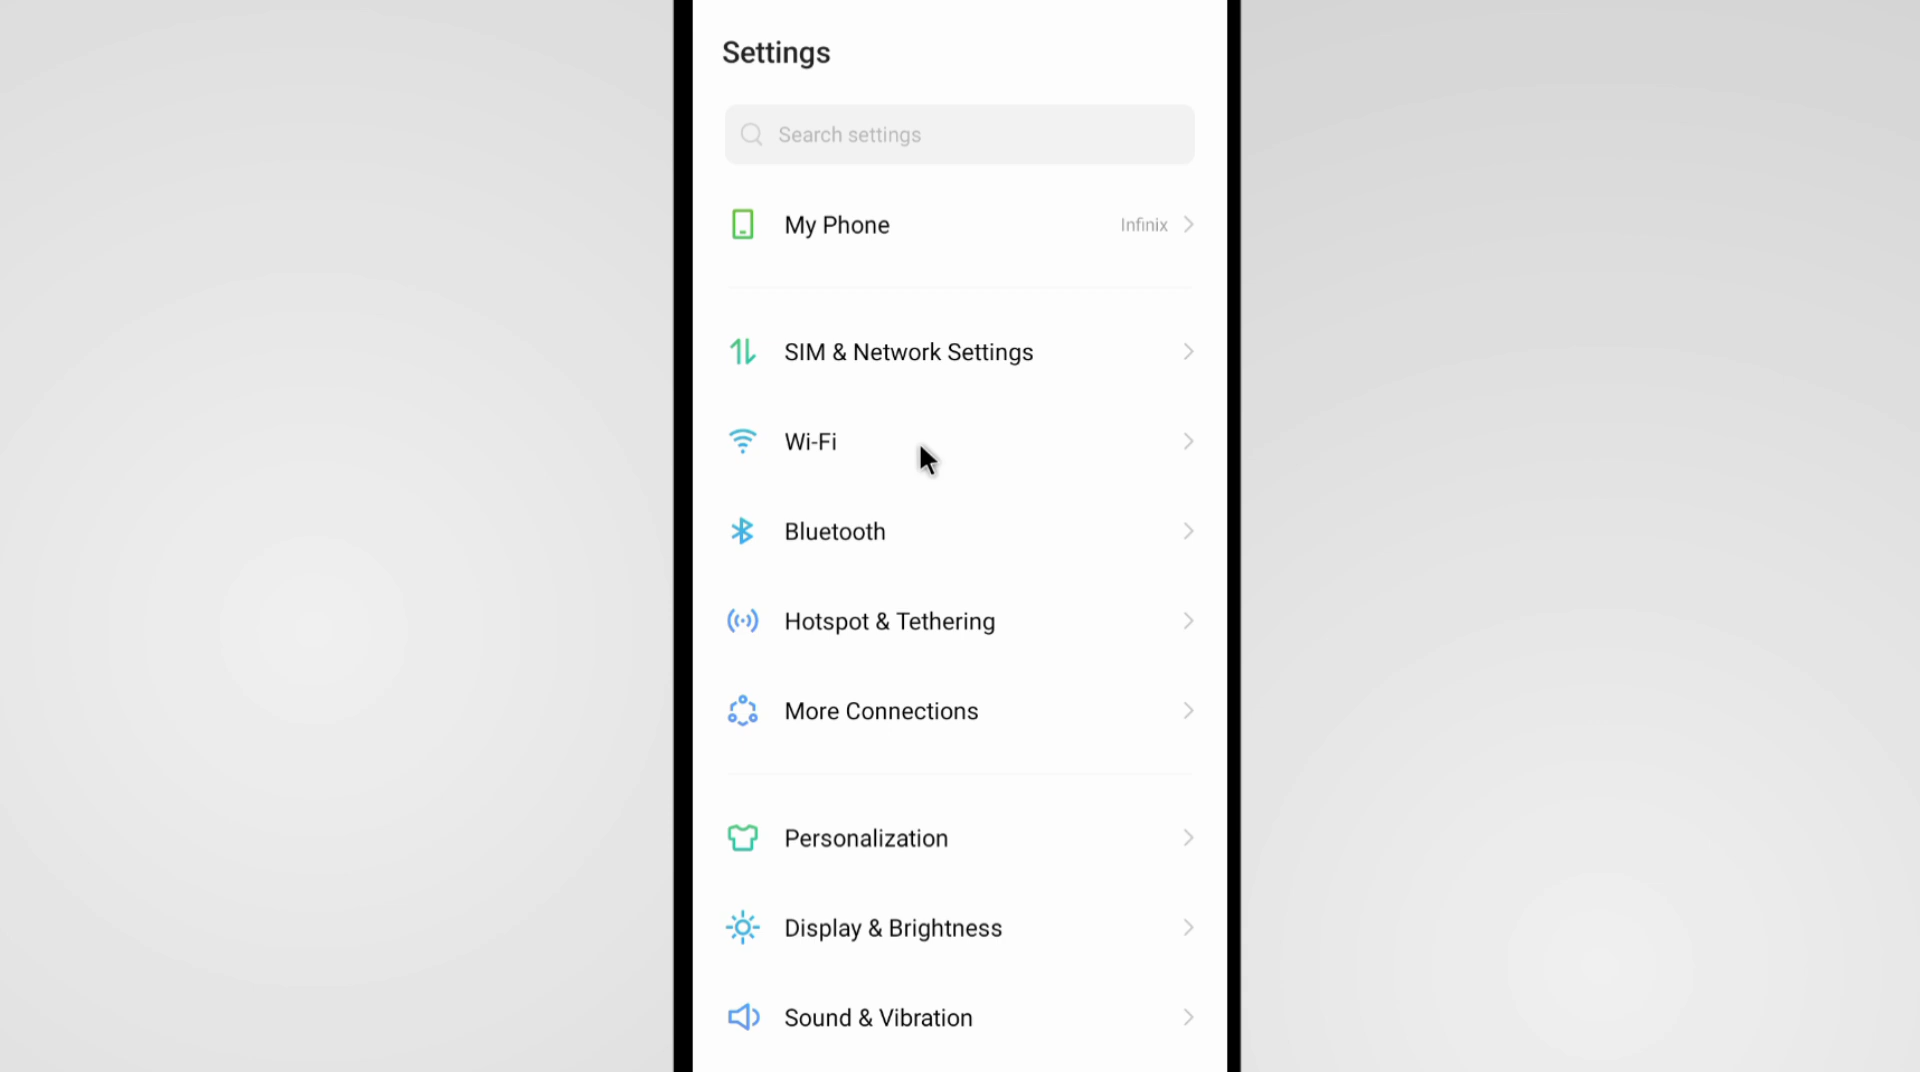 Settings
Search settings
My Phone Infinix
SIM & Network Settings
Wi-Fi
Bluetooth
Hotspot & Tethering
More Connections
Personalization
Display & Brightness
Sound & Vibration